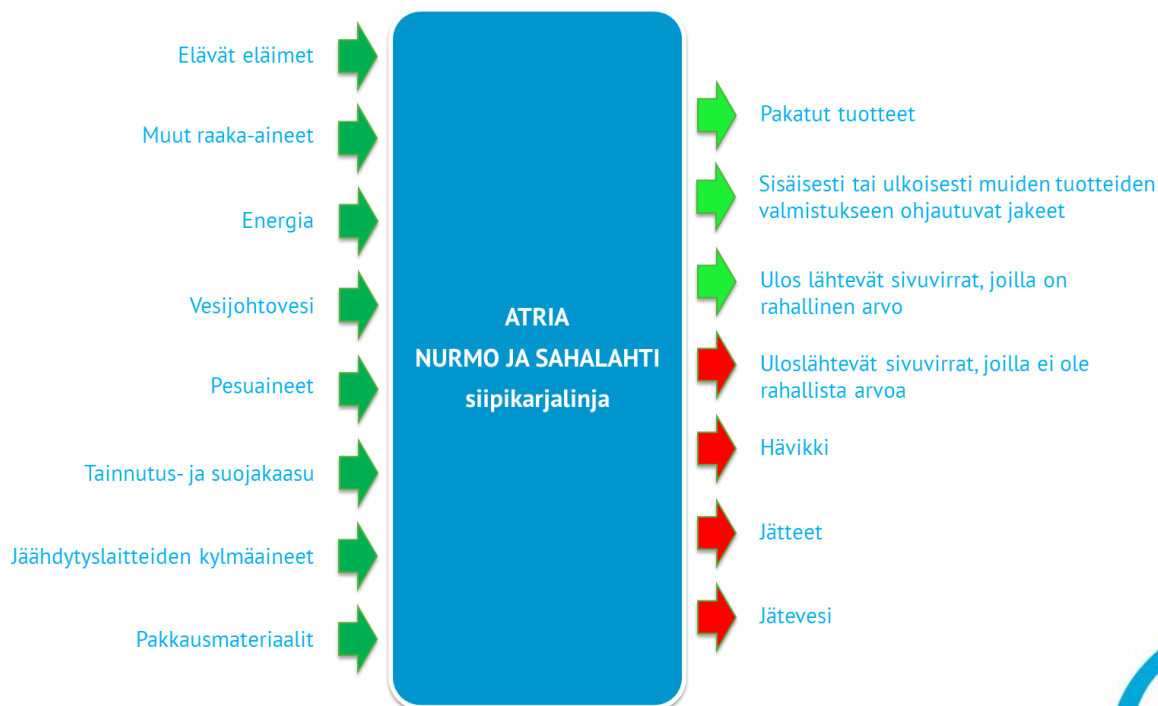 Elävät eläimet
Muut raaka-aineet
Energia
Vesijohtovesi
Pesuaineet
Tainnutus- ja suojakaasu
Jäähdytyslaitteiden kylmäaineet
Pakkausmateriaalit
ATRIA
NURMO JA SAHALAHTI
siipikarjalinja
Pakatut tuotteet
Sisäisesti tai ulkoisesti muiden tuotteiden
valmistukseen ohjautuvat jakeet
Ulos lähtevät sivuvirrat, joilla on
rahallinen arvo
Uloslähtevät sivuvirrat, joilla ei ole
rahallista arvoa
Hävikki
Jätteet
Jätevesi